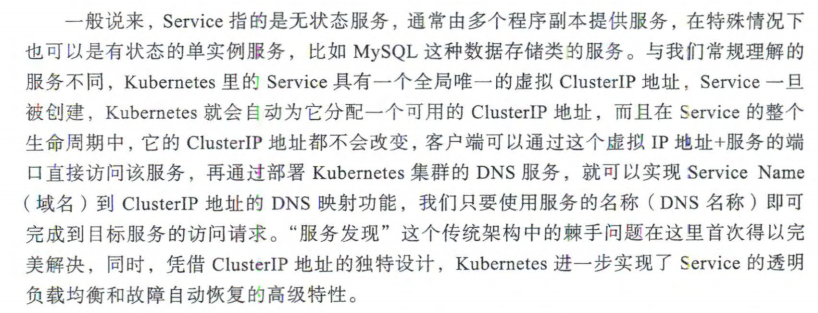 一般说来，Service 指的是无状态服务，通常由多个程序副本提供服务，在特殊情况下
也可以是有状态的单实例服务，比如 MySQL 这种数据存储类的服务。与我们常规理解的
服务不同，Kubernetes 里的 Service 具有一个全局唯一的虚拟 ClusterIP 地址，Service 一旦
被创建，Kubernetes 就会自动为它分配一个可用的 ClusterIP 地址，而且在 Service 的整个
生命周期中，它的 ClusterIP 地址都不会改变，客户端可以通过这个虚拟 IP 地址+服务的端
口直接访问该服务，再通过部署 Kubernetes 集群的 DNS 服务，就可以实现 Service Name
（域名）到 ClusterIP 地址的 DNS 映射功能，我们只要使用服务的名称（DNS 名称）即可
完成到目标服务的访问请求。“服务发现”这个传统架构中的棘手问题在这里首次得以完
美解决，同时，凭借 ClusterIP 地址的独特设计，Kubernetes 进一步实现了 Service 的透明
负载均衡和故障自动恢复的高级特性。